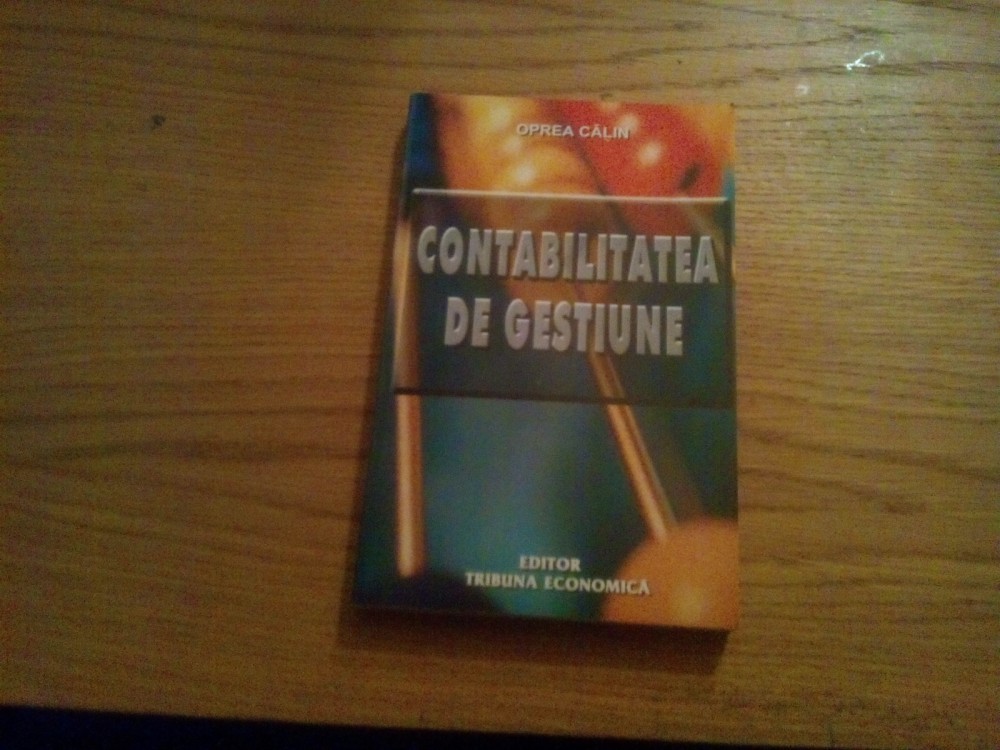 OPREA CĂLIN
CONTABILITATEA
DE GESTIUNE
EDITOR
TRIBUNA ECONOMICĂ